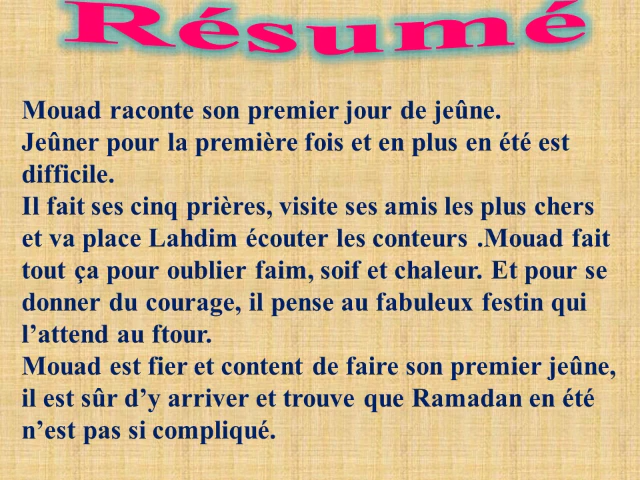 Résumé
Mouad raconte son premier jour de jeûne.
Jeûner pour la première fois et en plus en été est
difficile.
Il fait ses cinq prières, visite ses amis les plus chers
et va place Lahdim écouter les conteurs .Mouad fait
tout ça pour oublier faim, soif et chaleur. Et pour se
donner du courage, il pense au fabuleux festin qui
l’attend au ftour.
Mouad est fier et content de faire son premier jeûne,
il est sûr d’y arriver et trouve que Ramadan en été
n’est pas si compliqué.